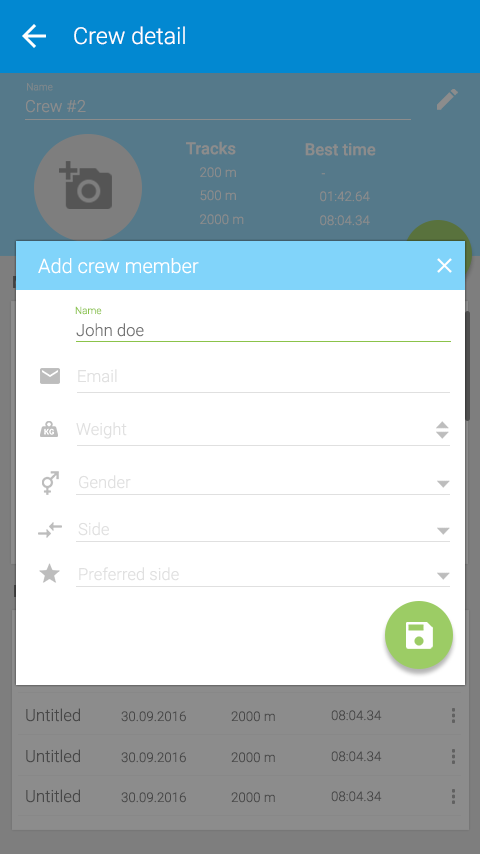 Crew detail
Name
Crew #2
Tracks Best time
200 m -
500 m 01:42.64
2000 m 08:04.34
Add crew member
Name
John doe
Email
KG Weight
Gender
Side
Preferred side
Untitled 30.09.2016 2000 m 08:04.34
Untitled 30.09.2016 2000 m 08:04.34
Untitled 30.09.2016 2000 m 08:04.34